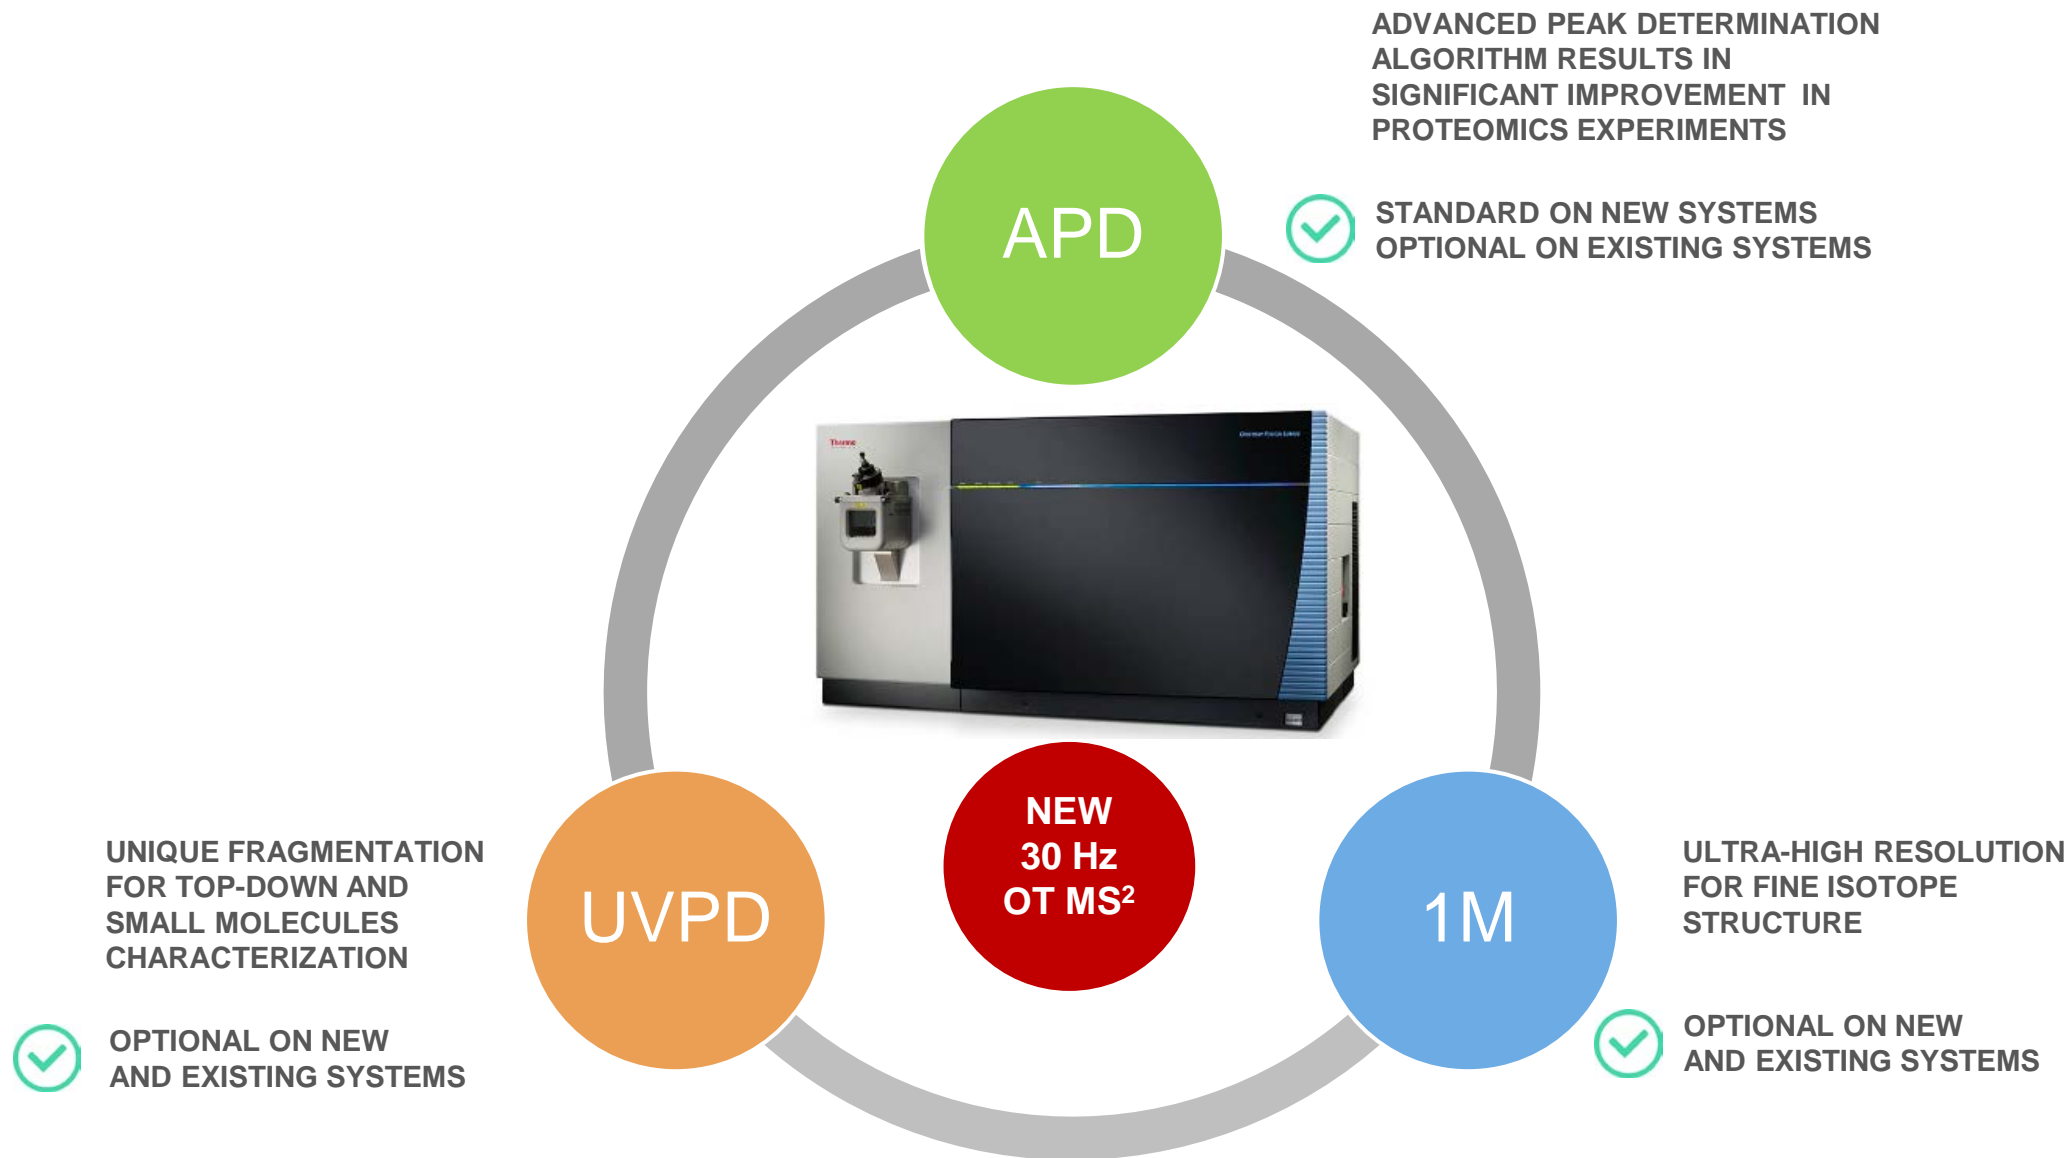 ADVANCED PEAK DETERMINATION
ALGORITHM RESULTS IN
SIGNIFICANT IMPROVEMENT IN
PROTEOMICS EXPERIMENTS
APD
STANDARD ON NEW SYSTEMS
OPTIONAL ON EXISTING SYSTEMS
Thermo
NEW
30 Hz
OT MS²
UNIQUE FRAGMENTATION
FOR TOP-DOWN AND
SMALL MOLECULES
CHARACTERIZATION
UVPD
OPTIONAL ON NEW
AND EXISTING SYSTEMS
1M
ULTRA-HIGH RESOLUTION
FOR FINE ISOTOPE
STRUCTURE
OPTIONAL ON NEW
AND EXISTING SYSTEMS